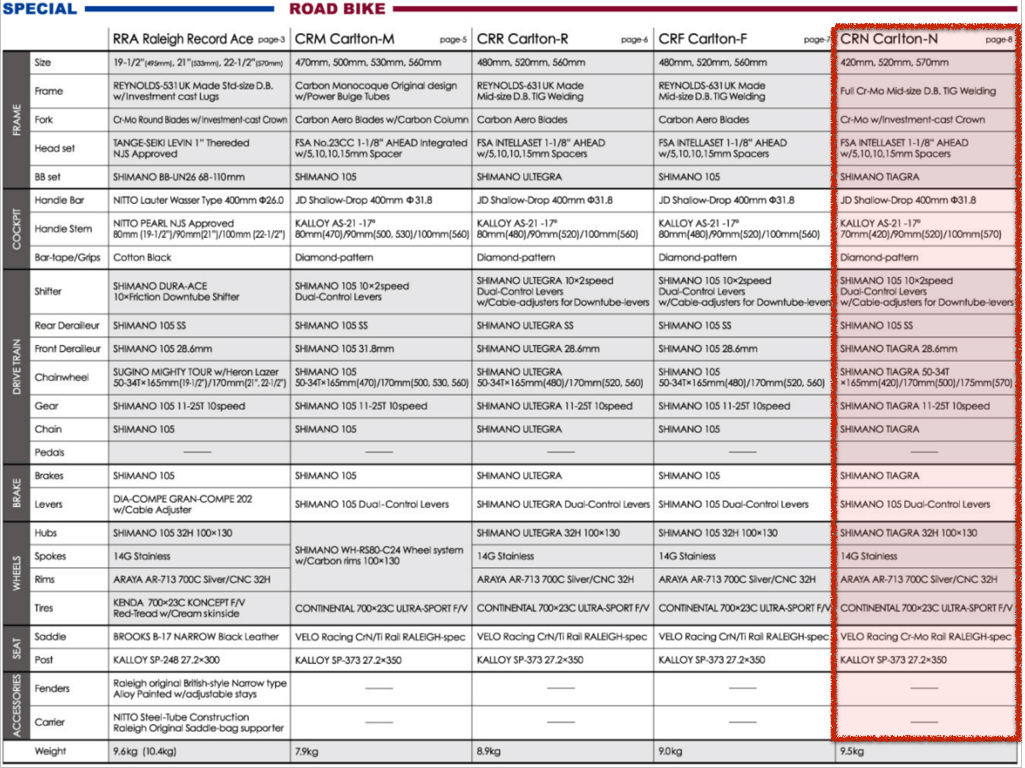 SPECIAL ROAD BIKE
RRA Raleigh Record Ace page-3 CRM Carlton-M page-5 CRR Carlton-R page-6 CRF Carlton-F page-7 CRN Carlton-N page-8
FRAME
Size 19-1/2"(495mm), 21"(533mm), 22-1/2"(570mm) 470mm, 500mm, 530mm, 560mm 480mm, 520mm, 560mm 480mm, 520mm, 560mm 420mm, 520mm, 570mm
Frame REYNOLDS-531UK Made Std-size D.B. Carbon Monocoque Original design REYNOLDS-631UK Made REYNOLDS-631UK Made Full Cr-Mo Mid-size D.B. TIG Welding
w/Investment cast Lugs w/Power Bulge Tubes Mid-size D.B. TIG Welding Mid-size D.B. TIG Welding
Fork Cr-Mo Round Blades w/Investment-cast Crown Carbon Aero Blades w/Carbon Column Carbon Aero Blades Carbon Aero Blades Cr-Mo w/Investment-cast Crown
Head set TANGE-SEIKI LEVIN 1" Thereded FSA No.23CC 1-1/8" AHEAD Integrated FSA INTELLASET 1-1/8" AHEAD FSA INTELLASET 1-1/8" AHEAD FSA INTELLASET 1-1/8" AHEAD
NJS Approved w/5,10,10,15mm Spacer w/5,10,10,15mm Spacers w/5,10,10,15mm Spacers w/5,10,10,15mm Spacers
BB set SHIMANO BB-UN26 68-110mm SHIMANO 105 SHIMANO ULTEGRA SHIMANO 105 SHIMANO TIAGRA
COCKPIT
Handle Bar NITTO Lauter Wasser Type 400mm Φ26.0 JD Shallow-Drop 400mm Φ31.8 JD Shallow-Drop 400mm Φ31.8 JD Shallow-Drop 400mm Φ31.8 JD Shallow-Drop 400mm Φ31.8
Handle Stem NITTO PEARL NJS Approved KALLOY AS-21 -17° KALLOY AS-21 -17° KALLOY AS-21 -17° KALLOY AS-21 -17°
80mm (19-1/2")/90mm(21")/100mm (22-1/2") 80mm(470)/90mm(500, 530)/100mm(560) 80mm(480)/90mm(520)/100mm(560) 80mm(480)/90mm(520)/100mm(560) 70mm(420)/90mm(520)/100mm(570)
Bar-tape/Grips Cotton Black Diamond-pattern Diamond-pattern Diamond-pattern Diamond-pattern
DRIVE TRAIN
Shifter SHIMANO DURA-ACE SHIMANO 105 10×2speed SHIMANO ULTEGRA 10×2speed SHIMANO 105 10×2speed SHIMANO 105 10×2speed
10×Friction Downtube Shifter Dual-Control Levers Dual-Control Levers Dual-Control Levers Dual-Control Levers
w/Cable-adjusters for Downtube-levers w/Cable-adjusters for Downtube-levers w/Cable-adjusters for Downtube-levers
Rear Derailleur SHIMANO 105 SS SHIMANO 105 SS SHIMANO ULTEGRA SS SHIMANO 105 SS SHIMANO 105 SS
Front Derailleur SHIMANO 105 28.6mm SHIMANO 105 31.8mm SHIMANO ULTEGRA 28.6mm SHIMANO 105 28.6mm SHIMANO TIAGRA 28.6mm
Chainwheel SUGINO MIGHTY TOUR w/Heron Lazer SHIMANO 105 SHIMANO ULTEGRA SHIMANO 105 SHIMANO TIAGRA 50-34T
50-34T×165mm(19-1/2")/170mm(21", 22-1/2") 50-34T×165mm(470)/170mm(500, 530, 560) 50-34T×165mm(480)/170mm(520, 560) 50-34T×165mm(480)/170mm(520, 560) ×165mm(420)/170mm(500)/175mm(570)
Gear SHIMANO 105 11-25T 10speed SHIMANO 105 11-25T 10speed SHIMANO ULTEGRA 11-25T 10speed SHIMANO 105 11-25T 10speed SHIMANO TIAGRA 11-25T 10speed
Chain SHIMANO 105 SHIMANO 105 SHIMANO ULTEGRA SHIMANO 105 SHIMANO TIAGRA
Pedals —— —— —— —— ——
BRAKE
Brakes SHIMANO 105 SHIMANO 105 SHIMANO ULTEGRA SHIMANO 105 SHIMANO TIAGRA
Levers DIA-COMPE GRAN-COMPE 202 SHIMANO 105 Dual-Control Levers SHIMANO ULTEGRA Dual-Control Levers SHIMANO 105 Dual-Control Levers SHIMANO 105 Dual-Control Levers
w/Cable Adjuster
WHEELS
Hubs SHIMANO 105 32H 100×130 SHIMANO WH-RS80-C24 Wheel system SHIMANO ULTEGRA 32H 100×130 SHIMANO 105 32H 100×130 SHIMANO TIAGRA 32H 100×130
Spokes 14G Stainless w/Carbon rims 100×130 14G Stainless 14G Stainless 14G Stainless
Rims ARAYA AR-713 700C Silver/CNC 32H ARAYA AR-713 700C Silver/CNC 32H ARAYA AR-713 700C Silver/CNC 32H ARAYA AR-713 700C Silver/CNC 32H
Tires KENDA 700×23C KONCEPT F/V CONTINENTAL 700×23C ULTRA-SPORT F/V CONTINENTAL 700×23C ULTRA-SPORT F/V CONTINENTAL 700×23C ULTRA-SPORT F/V CONTINENTAL 700×23C ULTRA-SPORT F/V
Red-Tread w/Cream skinside
SEAT
Saddle BROOKS B-17 NARROW Black Leather VELO Racing CrN/Ti Rail RALEIGH-spec VELO Racing CrN/Ti Rail RALEIGH-spec VELO Racing CrN/Ti Rail RALEIGH-spec VELO Racing Cr-Mo Rail RALEIGH-spec
Post KALLOY SP-248 27.2×300 KALLOY SP-373 27.2×350 KALLOY SP-373 27.2×350 KALLOY SP-373 27.2×350 KALLOY SP-373 27.2×350
ACCESSORIES
Fenders Raleigh original British-style Narrow type —— —— —— ——
Alloy Painted w/adjustable stays
Carrier NITTO Steel-Tube Construction —— —— —— ——
Raleigh Original Saddle-bag supporter
Weight 9.6kg (10.4kg) 7.9kg 8.9kg 9.0kg 9.5kg